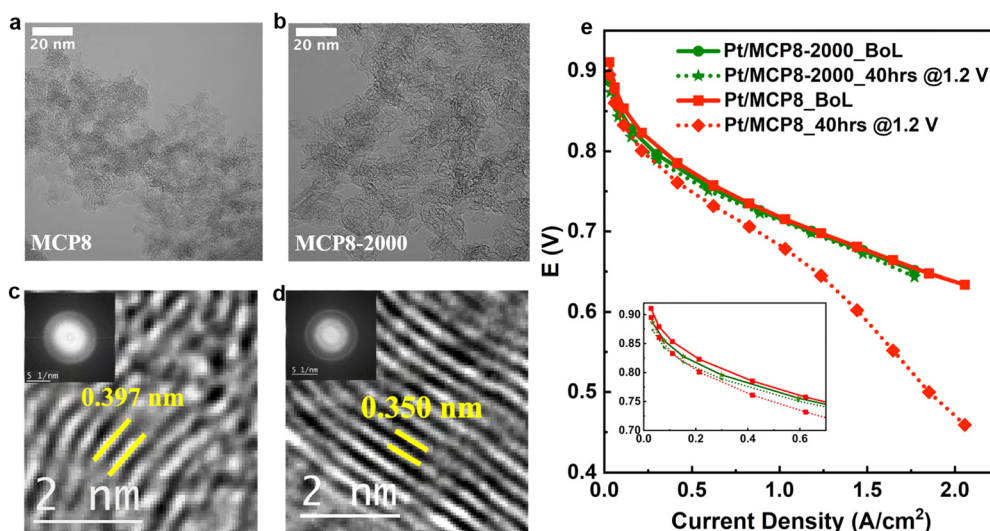 a
20 nm
MCP8
b
20 nm
MCP8-2000
c
5 1/nm
0.397 nm
2 nm
d
5 1/nm
0.350 nm
2 nm
e
Pt/MCP8-2000_BoL
Pt/MCP8-2000_40hrs @1.2 V
Pt/MCP8_BoL
Pt/MCP8_40hrs @1.2 V
E (V)
0.9
0.8
0.7
0.6
0.5
0.4
0.90
0.85
0.80
0.75
0.70
0.0 0.2 0.4 0.6
0.0 0.5 1.0 1.5 2.0
Current Density (A/cm²)